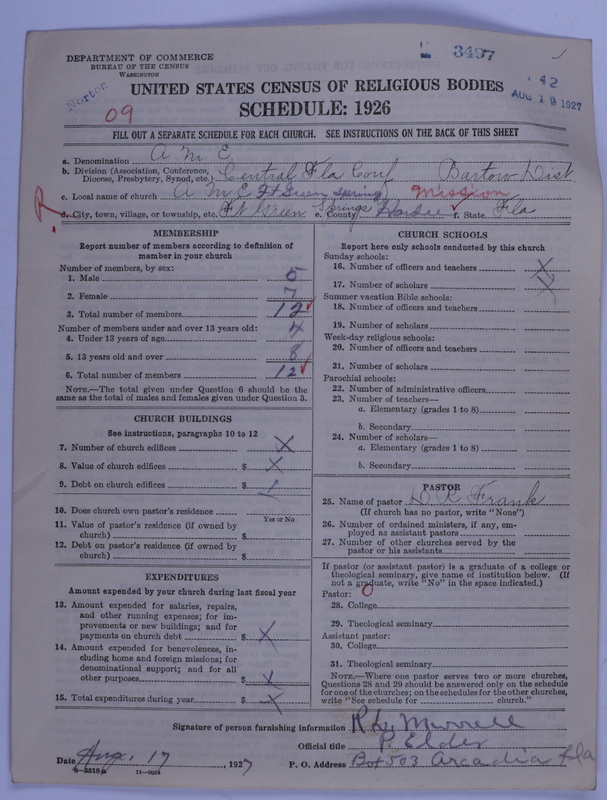 DEPARTMENT OF COMMERCE
BUREAU OF THE CENSUS
WASHINGTON
3497
42
AUG 19 1927
Norton
09
UNITED STATES CENSUS OF RELIGIOUS BODIES
SCHEDULE: 1926
FILL OUT A SEPARATE SCHEDULE FOR EACH CHURCH. SEE INSTRUCTIONS ON THE BACK OF THIS SHEET
a. Denomination A M E
b. Division (Association, Conference, Diocese, Presbytery, Synod, etc.) Central Fla Conf Bartow Dist
c. Local name of church A M E Ft Green Spring Mission
R
d. City, town, village, or township, etc. Ft Green Springs e. County Hardee f. State Fla
MEMBERSHIP
Report number of members according to definition of
member in your church
Number of members, by sex:
1. Male 5
2. Female 7
3. Total number of members 12
Number of members under and over 13 years old:
4. Under 13 years of age 4
5. 13 years old and over 8
6. Total number of members 12
NOTE.—The total given under Question 6 should be
same as the total of males and females given under Question 3.
CHURCH BUILDINGS
See instructions, paragraphs 10 to 12
7. Number of church edifices X
8. Value of church edifices $ X
9. Debt on church edifices $
10. Does church own pastor's residence
Yes or No
11. Value of pastor's residence (if owned by
church) $
12. Debt on pastor's residence (if owned by
church) $
EXPENDITURES
Amount expended by your church during last fiscal year
13. Amount expended for salaries, repairs,
and other running expenses; for im-
provements or new buildings; and for
payments on church debt $ X
14. Amount expended for benevolences, in-
cluding home and foreign missions; for
denominational support; and for all
other purposes $ X
15. Total expenditures during year $ X
CHURCH SCHOOLS
Report here only schools conducted by this church
Sunday schools:
16. Number of officers and teachers X
17. Number of scholars X
Summer vacation Bible schools:
18. Number of officers and teachers
19. Number of scholars
Week-day religious schools:
20. Number of officers and teachers
21. Number of scholars
Parochial schools:
22. Number of administrative officers
23. Number of teachers—
a. Elementary (grades 1 to 8)
b. Secondary
24. Number of scholars—
a. Elementary (grades 1 to 8)
b. Secondary
PASTOR
25. Name of pastor D K Frank
(If church has no pastor, write "None")
26. Number of ordained ministers, if any, em-
ployed as assistant pastors
27. Number of other churches served by the
pastor or his assistants
If pastor (or assistant pastor) is a graduate of a college or
theological seminary, give name of institution below. (If
not a graduate, write "No" in the space indicated.)
Pastor: 0
28. College
29. Theological seminary
Assistant pastor:
30. College
31. Theological seminary
NOTE.—Where one pastor serves two or more churches,
Questions 28 and 29 should be answered only on the schedule
for one of the churches; on the schedules for the other churches,
write "See schedule for church."
Signature of person furnishing information Murrell
Official title P. Elder
Date Aug. 17, 1927 P. O. Address Box 503 Arcadia Fla
11—9024